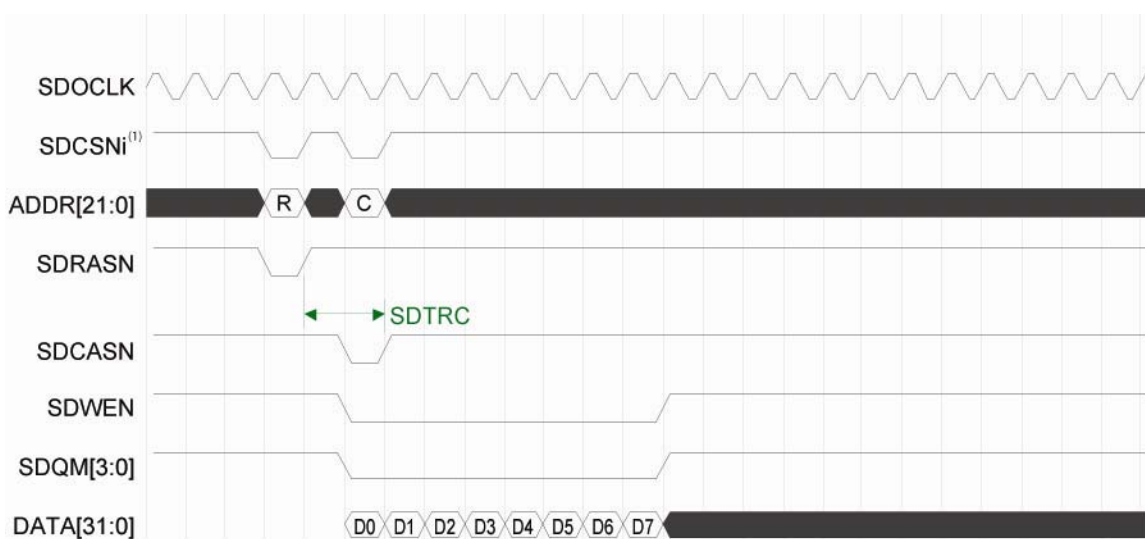 SDOCLK
SDCSNi(1)
ADDR[21:0] R C
SDRASN
SDTRC
SDCASN
SDWEN
SDQM[3:0]
DATA[31:0] D0 D1 D2 D3 D4 D5 D6 D7